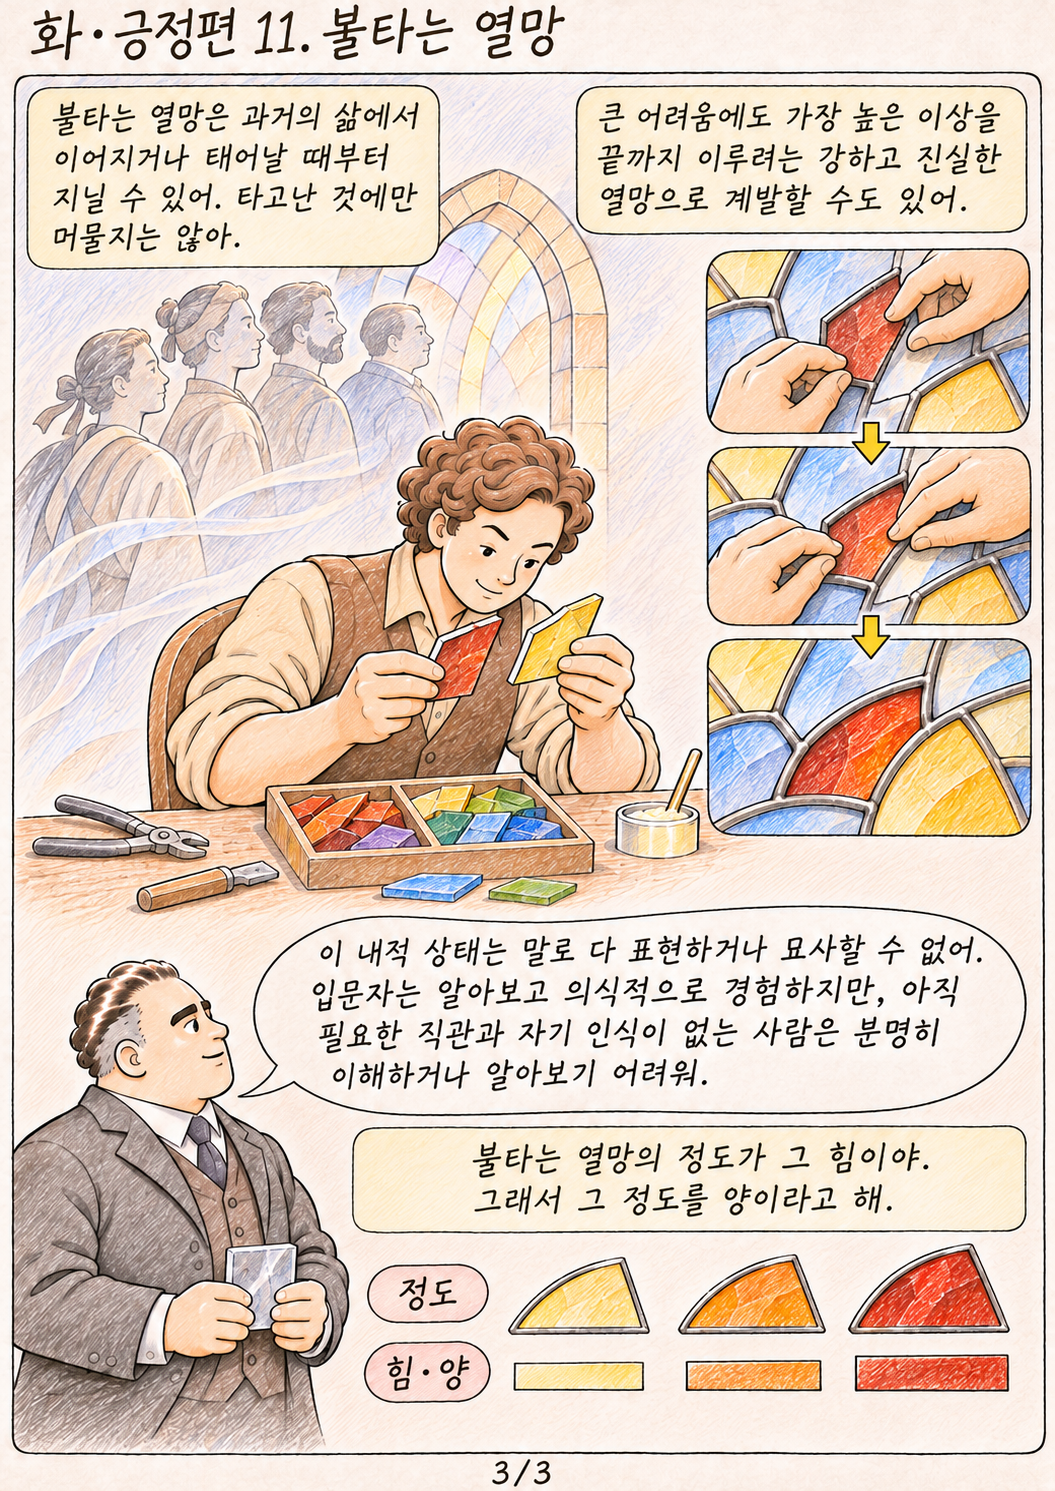 화·긍정편 11. 불타는 열망
불타는 열망은 과거의 삶에서
이어지거나 태어날 때부터
지닐 수 있어. 타고난 것에만
머물지는 않아.
큰 어려움에도 가장 높은 이상을
끝까지 이루려는 강하고 진실한
열망으로 계발할 수도 있어.
이 내적 상태는 말로 다 표현하거나 묘사할 수 없어.
입문자는 알아보고 의식적으로 경험하지만, 아직
필요한 직관과 자기 인식이 없는 사람은 분명히
이해하거나 알아보기 어려워.
불타는 열망의 정도가 그 힘이야.
그래서 그 정도를 양이라고 해.
정도
힘·양
3/3